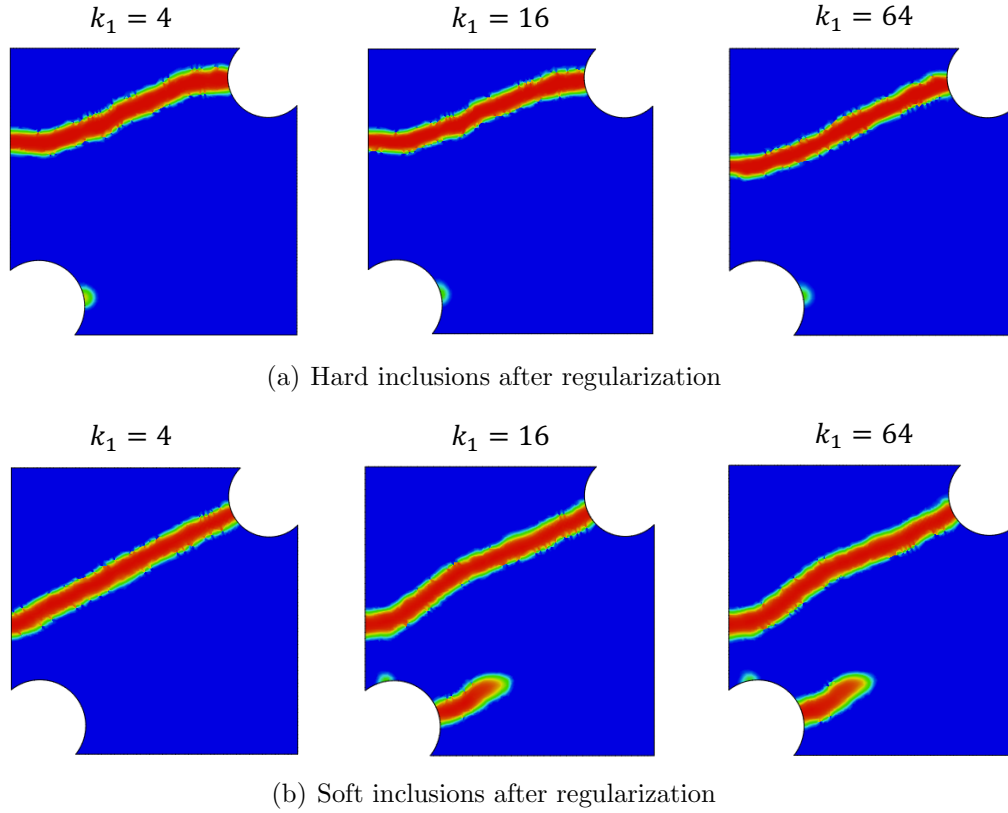 k₁ = 4 k₁ = 16 k₁ = 64
(a) Hard inclusions after regularization
k₁ = 4 k₁ = 16 k₁ = 64
(b) Soft inclusions after regularization